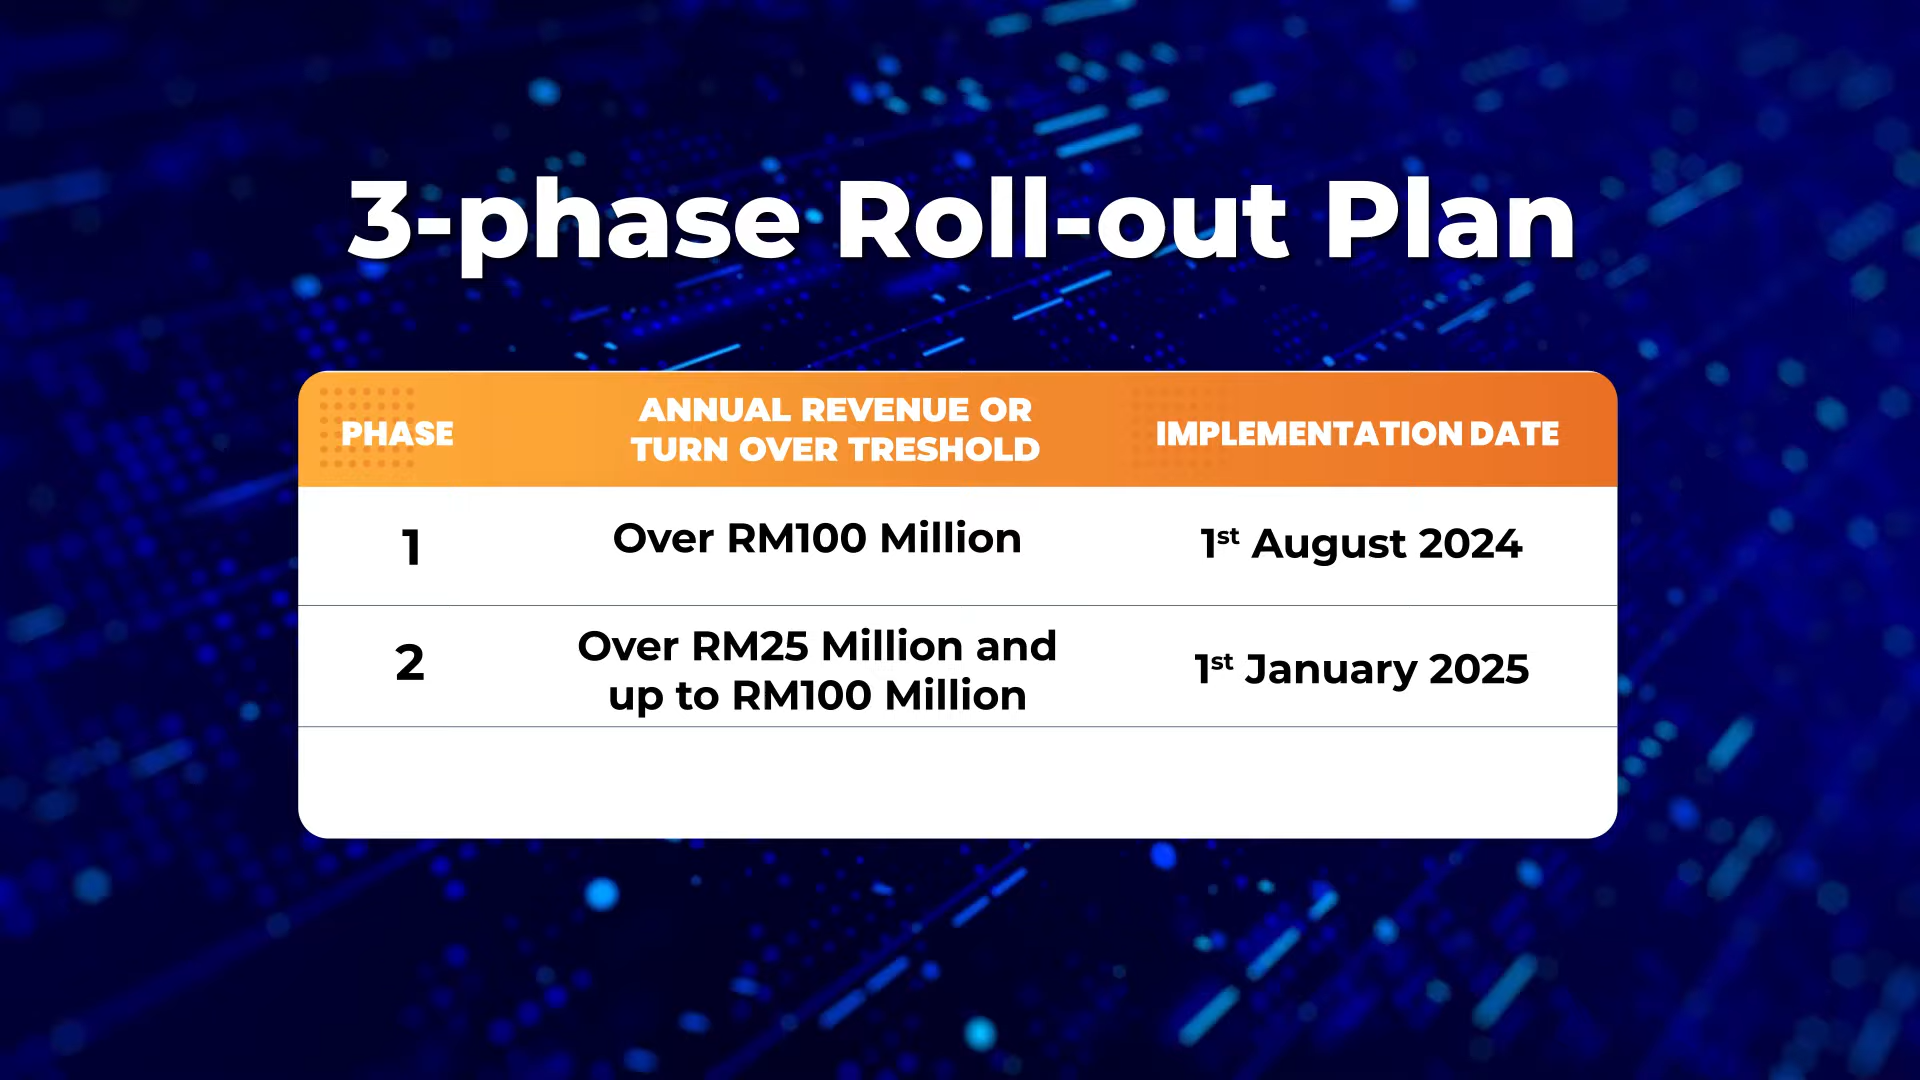 3-phase Roll-out Plan
PHASE
ANNUAL REVENUE OR
TURN OVER TRESHOLD
IMPLEMENTATION DATE
1
Over RM100 Million
1st August 2024
2
Over RM25 Million and
up to RM100 Million
1st January 2025